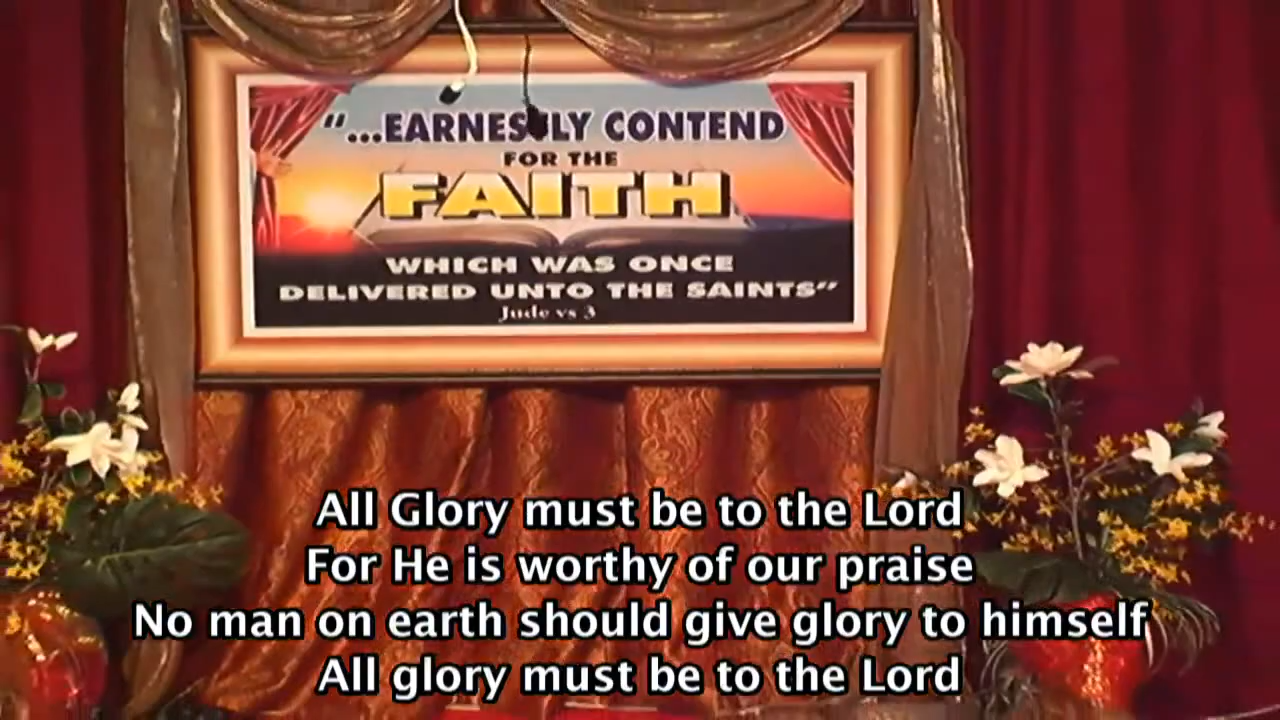 "...EARNESTLY CONTEND
FOR THE
FAITH
WHICH WAS ONCE
DELIVERED UNTO THE SAINTS"
Jude vs 3
All Glory must be to the Lord
For He is worthy of our praise
No man on earth should give glory to himself
All glory must be to the Lord